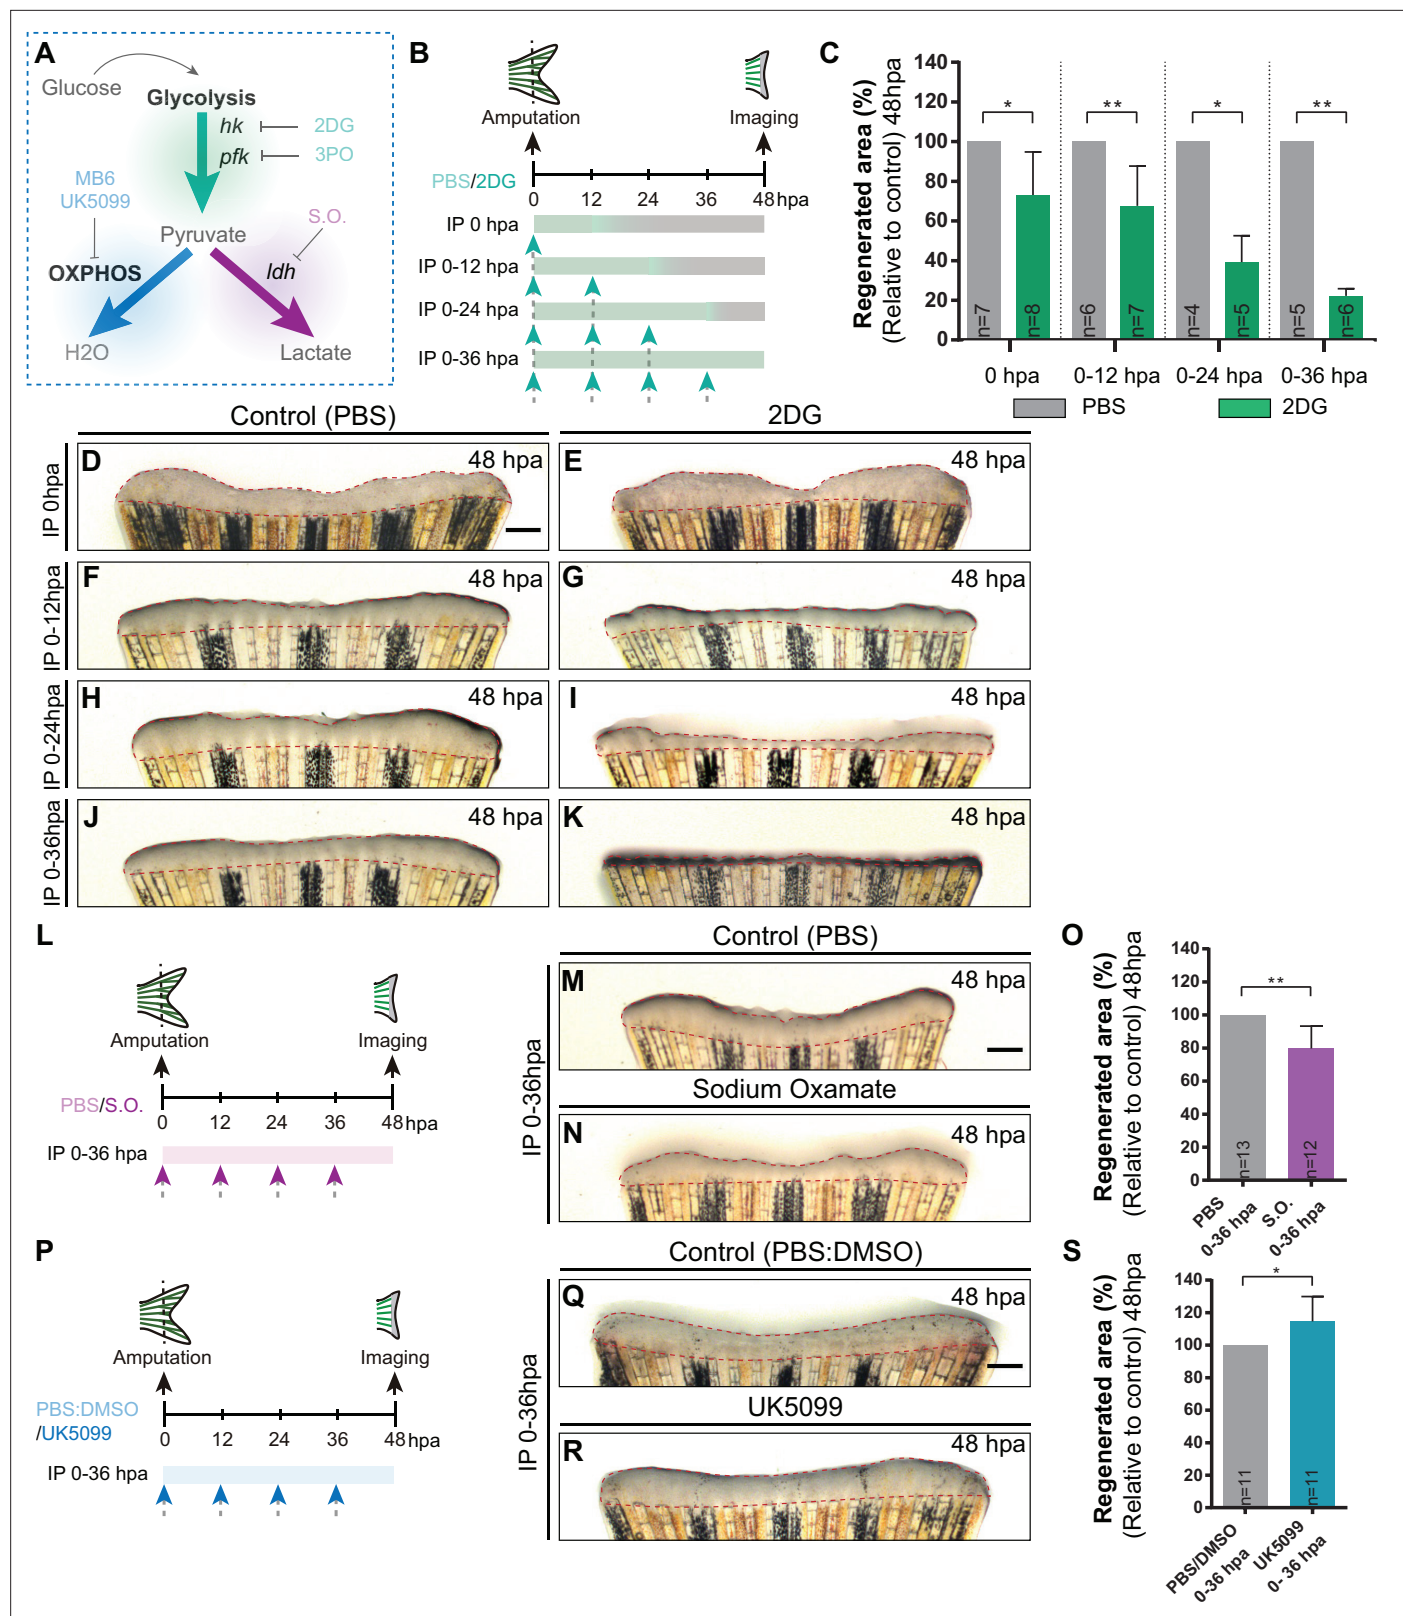 A
Glucose
Glycolysis
hk
2DG
pfk
3PO
MB6
UK5099
S.O.
Pyruvate
OXPHOS
ldh
H2O
Lactate
B
Amputation
Imaging
PBS/2DG
0 12 24 36 48 hpa
IP 0 hpa
IP 0-12 hpa
IP 0-24 hpa
IP 0-36 hpa
C
Regenerated area (%)
(Relative to control) 48hpa
140
120
100
80
60
40
20
0
* ** * **
n=7 n=8 n=6 n=7 n=4 n=5 n=5 n=6
0 hpa 0-12 hpa 0-24 hpa 0-36 hpa
PBS 2DG
Control (PBS) 2DG
IP 0hpa
D 48 hpa
E 48 hpa
IP 0-12hpa
F 48 hpa
G 48 hpa
IP 0-24hpa
H 48 hpa
I 48 hpa
IP 0-36hpa
J 48 hpa
K 48 hpa
L
Amputation
Imaging
PBS/S.O.
0 12 24 36 48 hpa
IP 0-36 hpa
Control (PBS)
IP 0-36hpa
M 48 hpa
Sodium Oxamate
N 48 hpa
O
Regenerated area (%)
(Relative to control) 48hpa
140
120
100
80
60
40
20
0
**
n=13 n=12
PBS
0-36 hpa
S.O.
0-36 hpa
P
Amputation
Imaging
PBS:DMSO
/UK5099
0 12 24 36 48 hpa
IP 0-36 hpa
Control (PBS:DMSO)
IP 0-36hpa
Q 48 hpa
UK5099
R 48 hpa
S
Regenerated area (%)
(Relative to control) 48hpa
140
120
100
80
60
40
20
0
*
n=11 n=11
PBS/DMSO
0-36 hpa
UK5099
0- 36 hpa